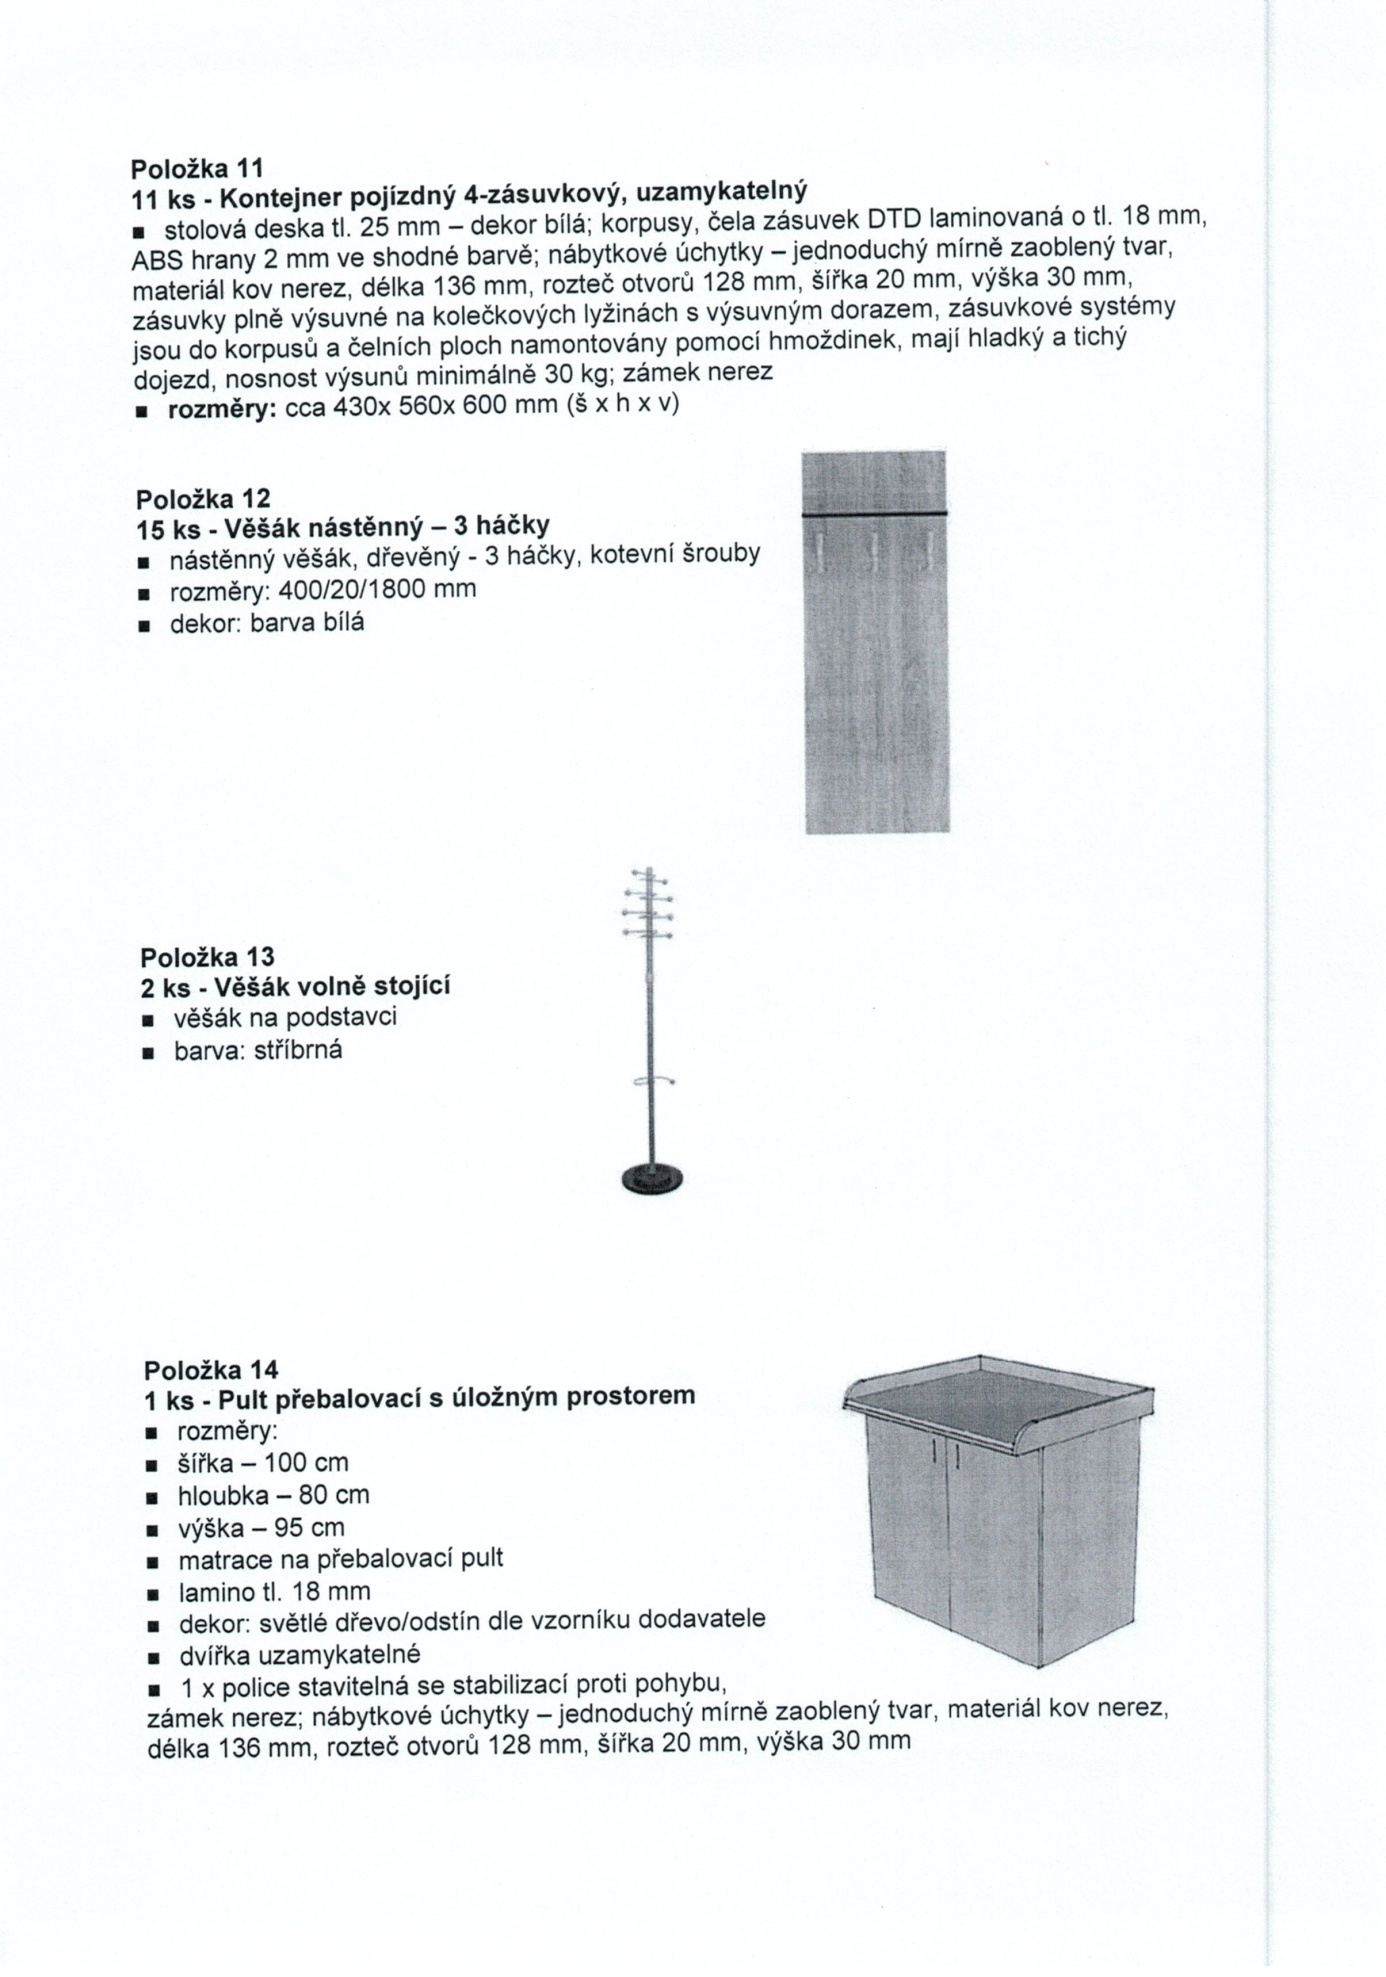 Položka 11
11 ks - Kontejner pojízdný 4-zásuvkový, uzamykatelný
▪ stolová deska tl. 25 mm – dekor bílá; korpusy, čela zásuvek DTD laminovaná o tl. 18 mm,
ABS hrany 2 mm ve shodné barvě; nábytkové úchytky – jednoduchý mírně zaoblený tvar,
materiál kov nerez, délka 136 mm, rozteč otvorů 128 mm, šířka 20 mm, výška 30 mm,
zásuvky plně výsuvné na kolečkových lyžinách s výsuvným dorazem, zásuvkové systémy
jsou do korpusů a čelních ploch namontovány pomocí hmoždinek, mají hladký a tichý
dojezd, nosnost výsunů minimálně 30 kg; zámek nerez
▪ rozměry: cca 430x 560x 600 mm (š x h x v)
Položka 12
15 ks - Věšák nástěnný – 3 háčky
▪ nástěnný věšák, dřevěný - 3 háčky, kotevní šrouby
▪ rozměry: 400/20/1800 mm
▪ dekor: barva bílá
Položka 13
2 ks - Věšák volně stojící
▪ věšák na podstavci
▪ barva: stříbrná
Položka 14
1 ks - Pult přebalovací s úložným prostorem
▪ rozměry:
▪ šířka – 100 cm
▪ hloubka – 80 cm
▪ výška – 95 cm
▪ matrace na přebalovací pult
▪ lamino tl. 18 mm
▪ dekor: světlé dřevo/odstín dle vzorníku dodavatele
▪ dvířka uzamykatelné
▪ 1 x police stavitelná se stabilizací proti pohybu,
zámek nerez; nábytkové úchytky – jednoduchý mírně zaoblený tvar, materiál kov nerez,
délka 136 mm, rozteč otvorů 128 mm, šířka 20 mm, výška 30 mm